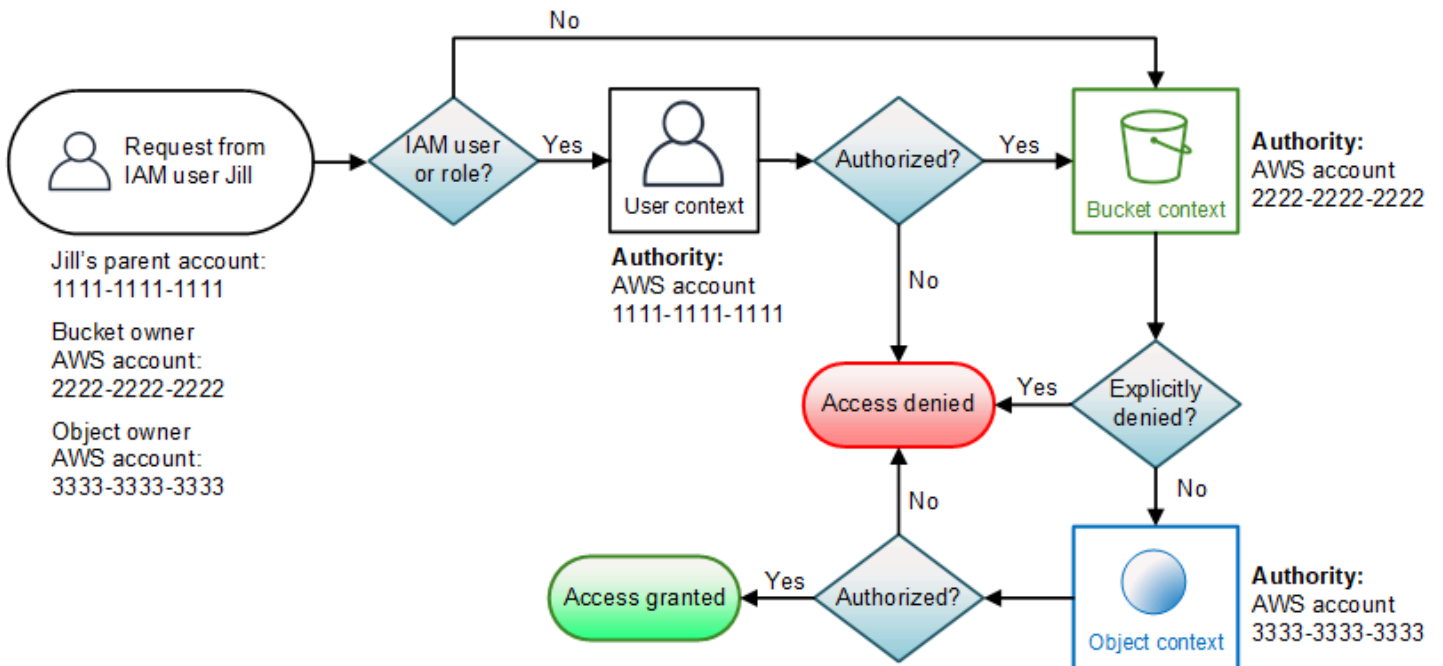 No
Request from
IAM user Jill
IAM user
or role?
Yes
User context
Authorized?
Yes
Bucket context
Authority:
AWS account
2222-2222-2222
Jill's parent account:
1111-1111-1111
Bucket owner
AWS account:
2222-2222-2222
Object owner
AWS account:
3333-3333-3333
Authority:
AWS account
1111-1111-1111
No
Access denied
Yes
Explicitly
denied?
No
No
Access granted
Yes
Authorized?
Object context
Authority:
AWS account
3333-3333-3333